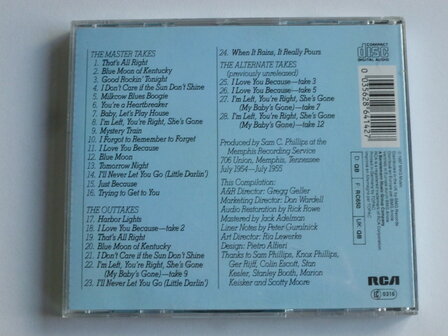 THE MASTER TAKES
1. That's All Right
2. Blue Moon of Kentucky
3. Good Rockin' Tonight
4. I Don't Care if the Sun Don't Shine
5. Milkcow Blues Boogie
6. You're a Heartbreaker
7. Baby, Let's Play House
8. I'm Left, You're Right, She's Gone
9. Mystery Train
10. I Forgot to Remember to Forget
11. I Love You Because
12. Blue Moon
13. Tomorrow Night
14. I'll Never Let You Go (Little Darlin')
15. Just Because
16. Trying to Get to You
THE OUTTAKES
17. Harbor Lights
18. I Love You Because—take 2
19. That's All Right
20. Blue Moon of Kentucky
21. I Don't Care if the Sun Don't Shine
22. I'm Left, You're Right, She's Gone
(My Baby's Gone)—take 9
23. I'll Never Let You Go (Little Darlin')
24. When It Rains, It Really Pours
THE ALTERNATE TAKES
(previously unreleased)
25. I Love You Because—take 3
26. I Love You Because—take 5
27. I'm Left, You're Right, She's Gone
(My Baby's Gone)—take 7
28. I'm Left, You're Right, She's Gone
(My Baby's Gone)—take 12
Produced by Sam C. Phillips at the
Memphis Recording Service
706 Union, Memphis, Tennessee
July 1954—July 1955
This Compilation:
A&R Director: Gregg Geller
Marketing Director: Don Wardell
Audio Restoration by Rick Rowe
Mastered by Jack Adelman
Liner Notes by Peter Guralnick
Art Director: Ria Lewerke
Design: Pietro Alfieri
Thanks to Sam Phillips, Knox Phillips,
Ger Rijff, Colin Escott, Stan
Kesler, Stanley Booth, Marion
Keisker and Scotty Moore
COMPACT
disc
DIGITAL AUDIO
RCA